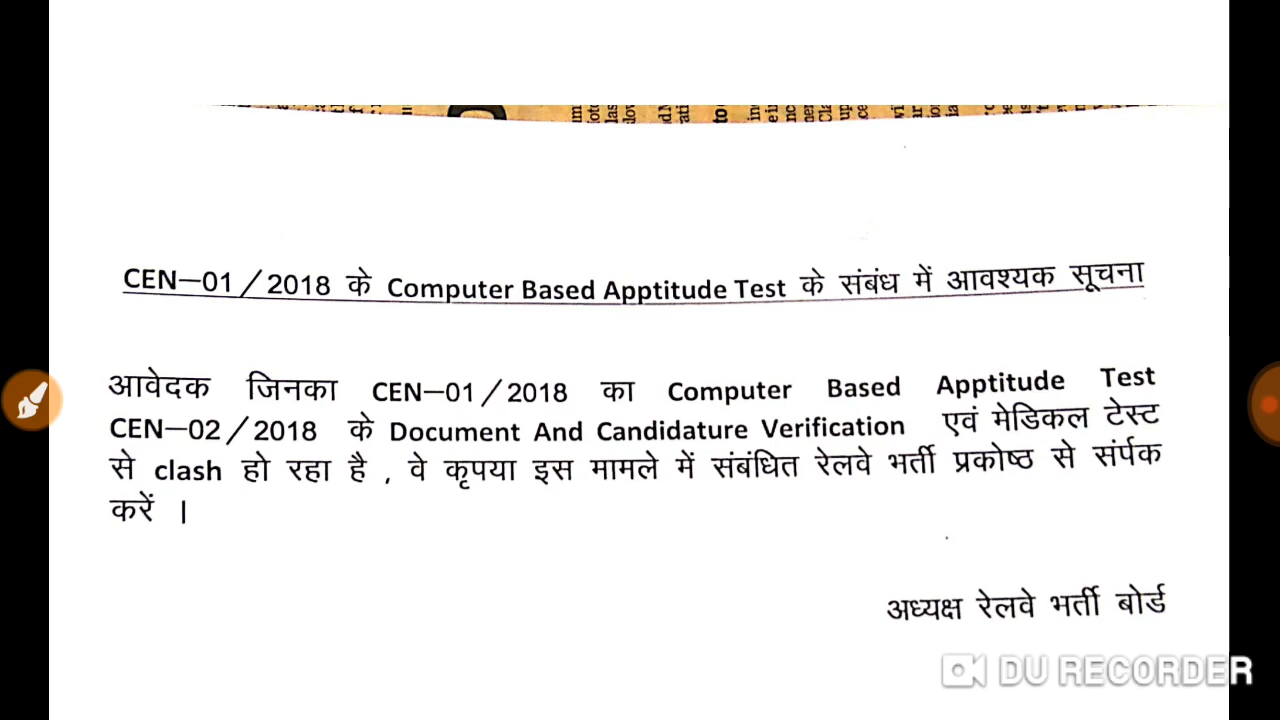 CEN–01/2018 के Computer Based Apptitude Test के संबंध में आवश्यक सूचना
आवेदक जिनका CEN–01/2018 का Computer Based Apptitude Test
CEN–02/2018 के Document And Candidature Verification एवं मेडिकल टेस्ट
से clash हो रहा है , वे कृपया इस मामले में संबंधित रेलवे भर्ती प्रकोष्ठ से संर्पक
करें ।
अध्यक्ष रेलवे भर्ती बोर्ड
DU RECORDER